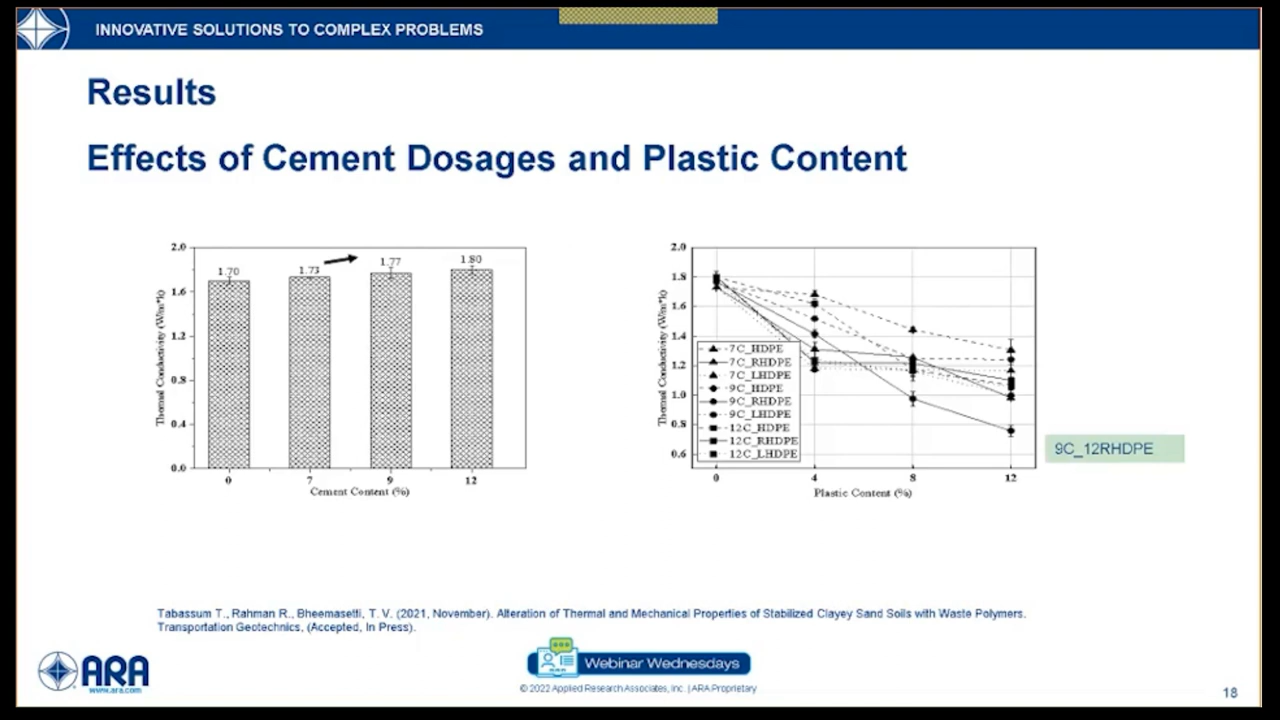 INNOVATIVE SOLUTIONS TO COMPLEX PROBLEMS
Results
Effects of Cement Dosages and Plastic Content
Thermal Conductivity (W/m*k)
2.0
1.6
1.2
0.8
0.4
0.0
1.70
1.73
1.77
1.80
0 7 9 12
Cement Content (%)
Thermal Conductivity (W/m*k)
2.0
1.8
1.6
1.4
1.2
1.0
0.8
0.6
7C_HDPE
7C_RHDPE
7C_LHDPE
9C_HDPE
9C_RHDPE
9C_LHDPE
12C_HDPE
12C_RHDPE
12C_LHDPE
0 4 8 12
Plastic Content (%)
9C_12RHDPE
Tabassum T., Rahman R., Bheemasetti, T. V. (2021, November). Alteration of Thermal and Mechanical Properties of Stabilized Clayey Sand Soils with Waste Polymers.
Transportation Geotechnics, (Accepted, In Press).
ARA
www.ara.com
Webinar Wednesdays
© 2022 Applied Research Associates, Inc. | ARA Proprietary
18